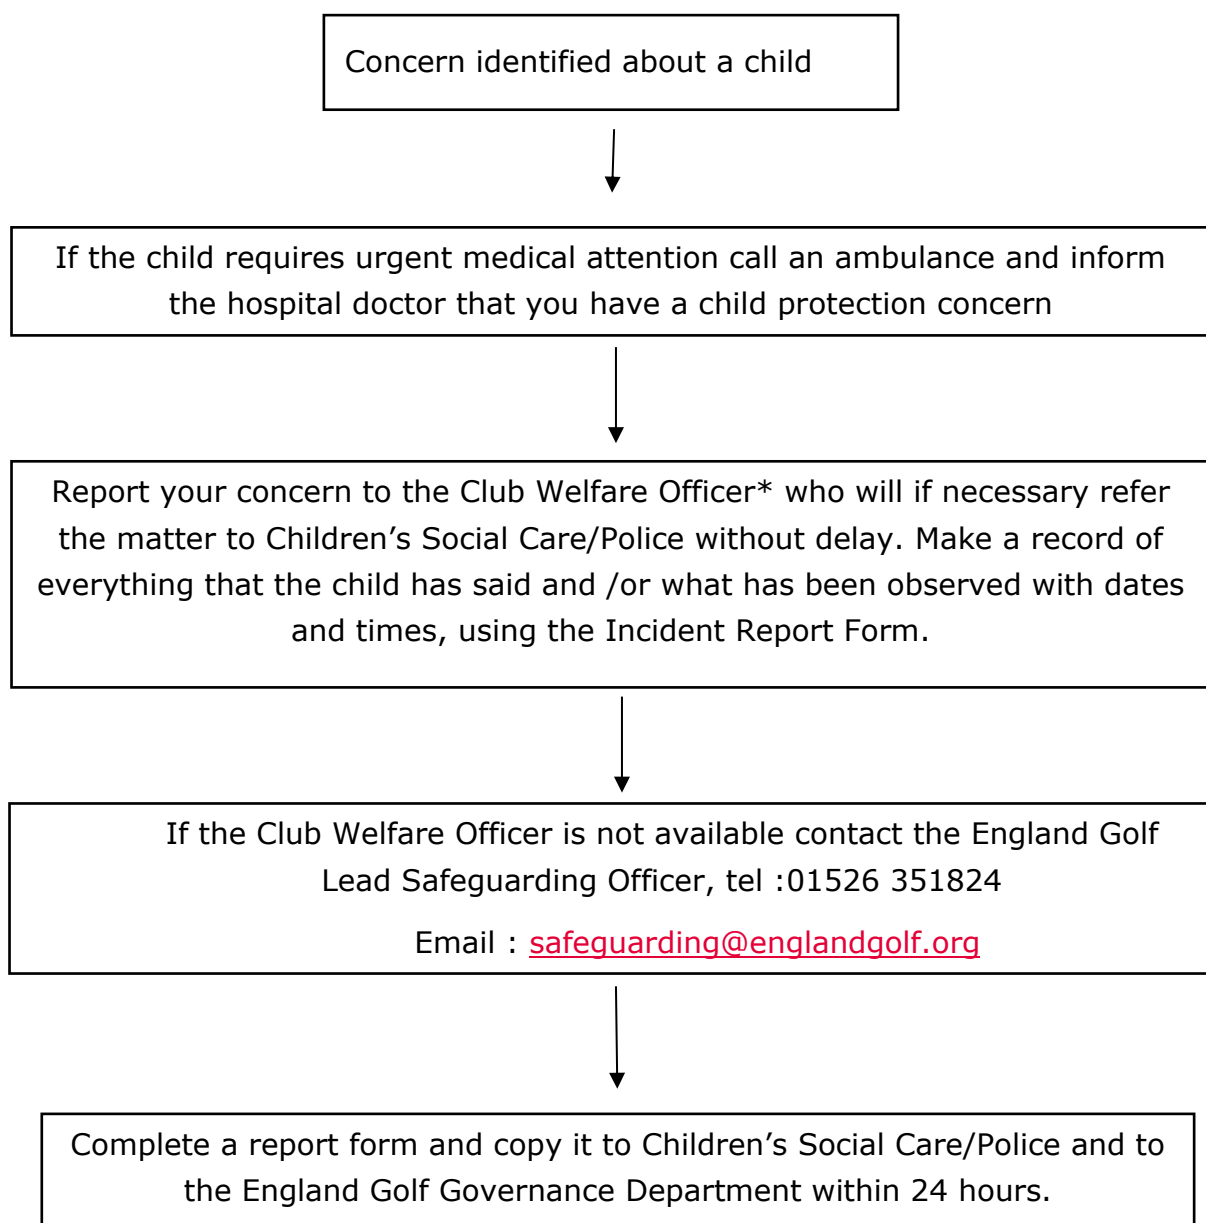 Concern identified about a child
If the child requires urgent medical attention call an ambulance and inform
the hospital doctor that you have a child protection concern
Report your concern to the Club Welfare Officer* who will if necessary refer
the matter to Children’s Social Care/Police without delay. Make a record of
everything that the child has said and /or what has been observed with dates
and times, using the Incident Report Form.
If the Club Welfare Officer is not available contact the England Golf
Lead Safeguarding Officer, tel :01526 351824
Email : safeguarding@englandgolf.org
Complete a report form and copy it to Children’s Social Care/Police and to
the England Golf Governance Department within 24 hours.